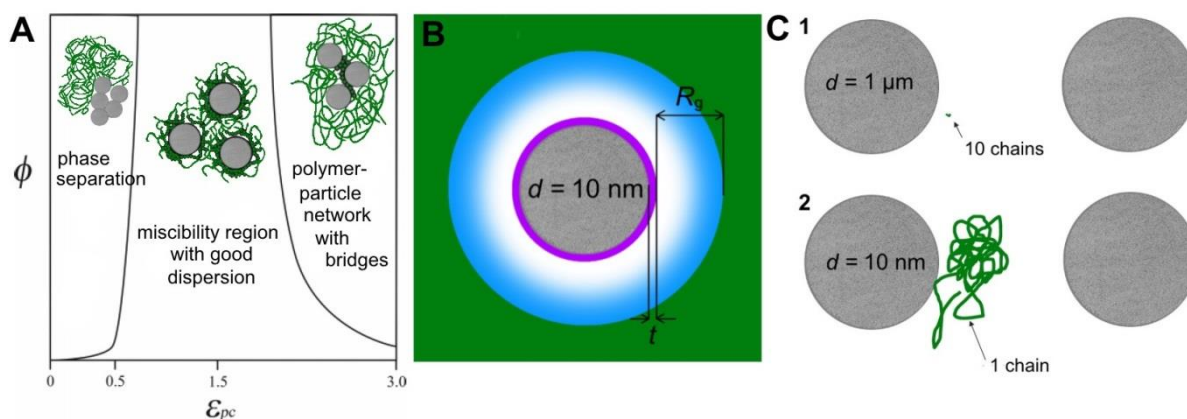 A
phase
separation
ϕ
miscibility region
with good
dispersion
polymer-
particle
network
with
bridges
0
0.5
1.5
3.0
εpc
B
d = 10 nm
Rg
t
C
1
d = 1 µm
10 chains
2
d = 10 nm
1 chain